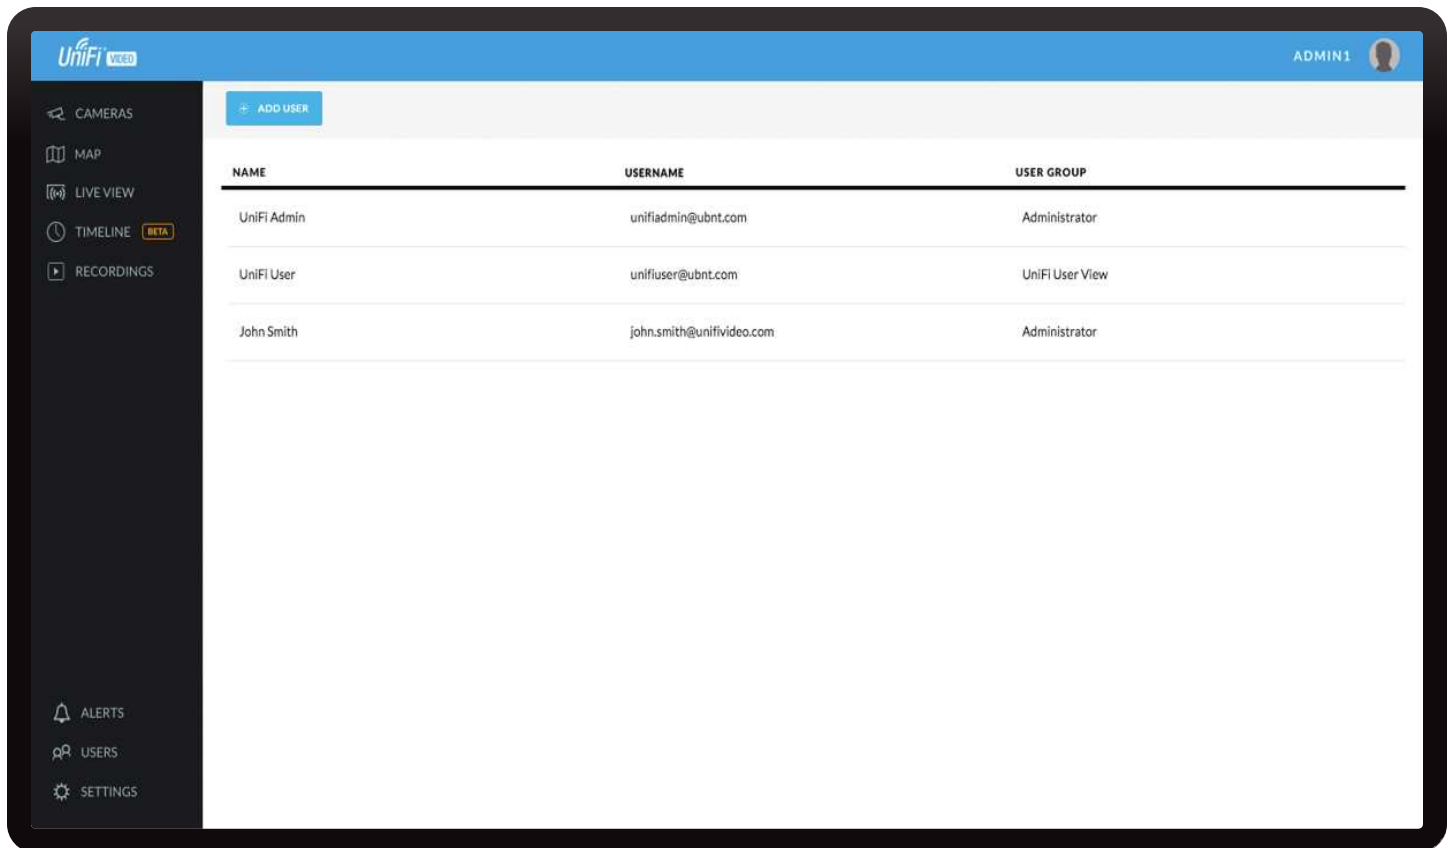 UniFi VIDEO
ADMIN1
CAMERAS
MAP
LIVE VIEW
TIMELINE BETA
RECORDINGS
ALERTS
USERS
SETTINGS
ADD USER
NAME USERNAME USER GROUP
UniFi Admin unifiadmin@ubnt.com Administrator
UniFi User unifiuser@ubnt.com UniFi User View
John Smith john.smith@unifivideo.com Administrator